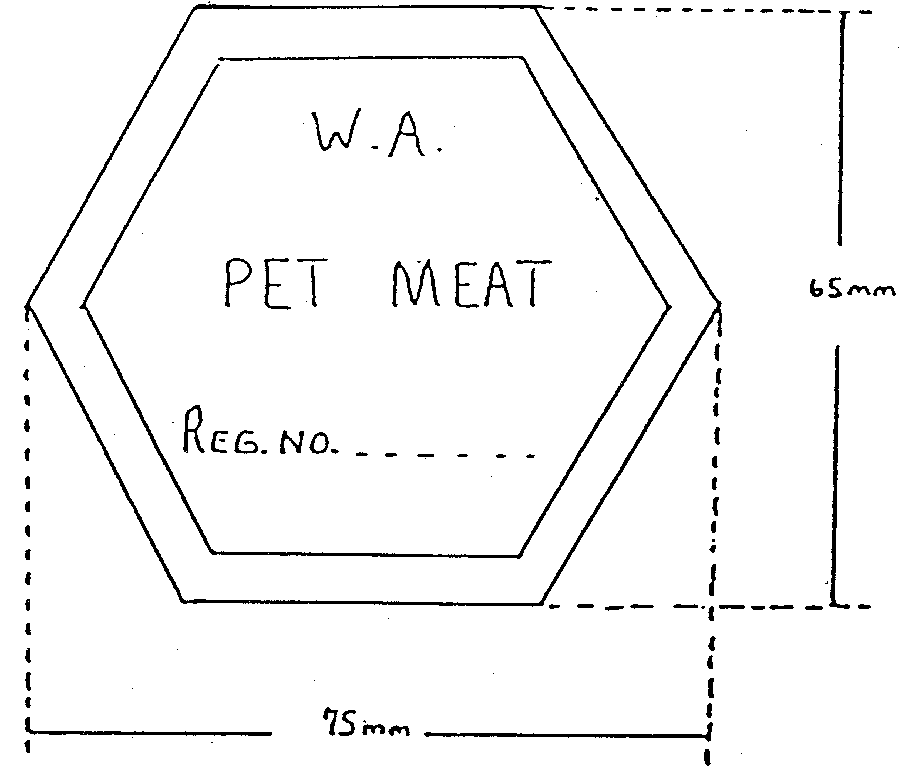 W.A.
PET MEAT
65mm
REG. NO. _ _ _ _ _ _
75mm